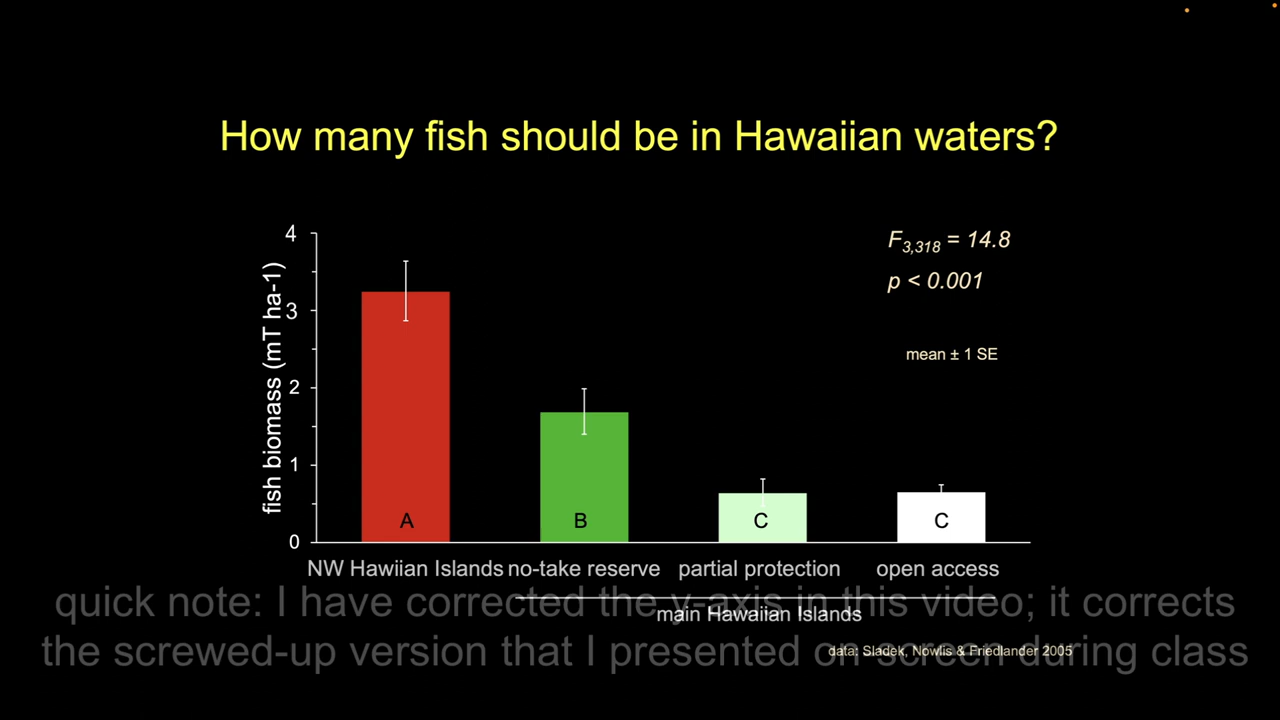 How many fish should be in Hawaiian waters?
4
3
2
1
0
fish biomass (mT ha-1)
F3,318 = 14.8
p < 0.001
mean ± 1 SE
A
B
C
C
NW Hawiian Islands
no-take reserve
partial protection
open access
main Hawaiian Islands
quick note: I have corrected the y-axis in this video; it corrects
the screwed-up version that I presented on-screen during class
data: Sladek, Nowlis & Friedlander 2005